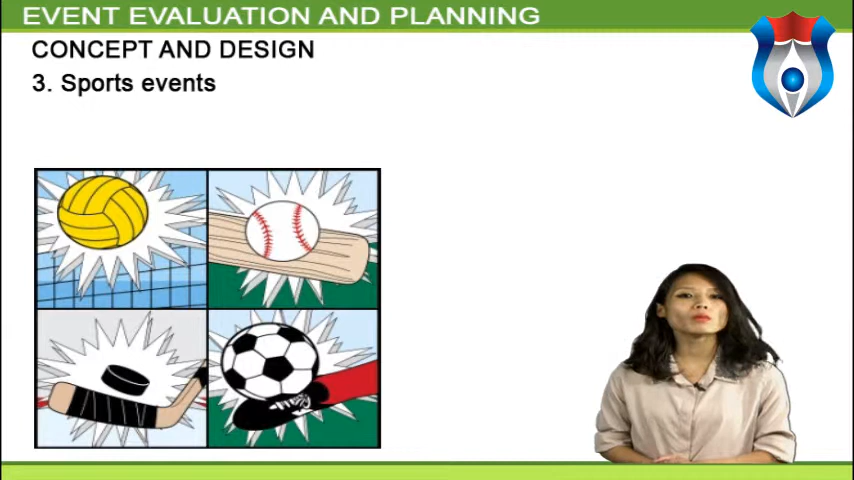 EVENT EVALUATION AND PLANNING
CONCEPT AND DESIGN
3. Sports events